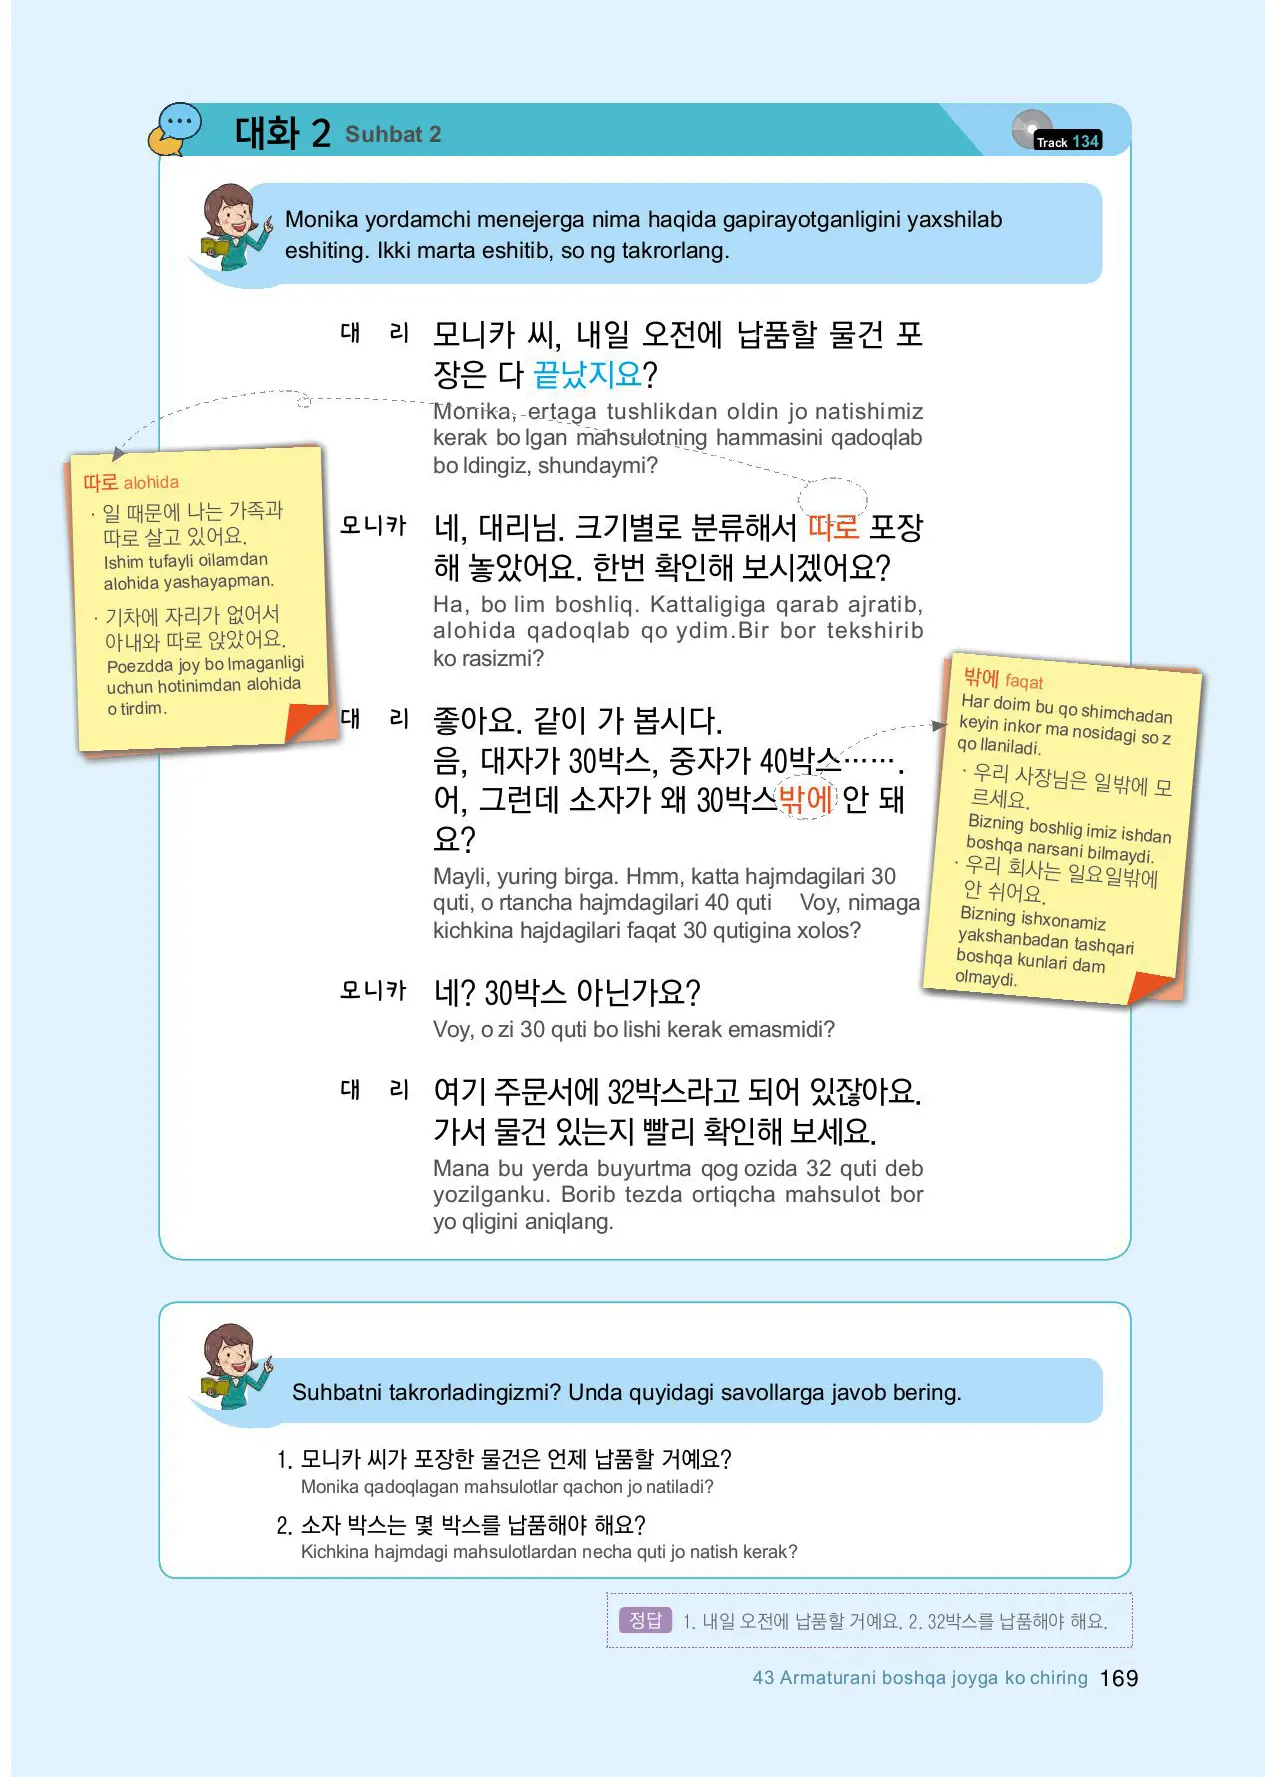 대화 2 Suhbat 2
Track 134
Monika yordamchi menejerga nima haqida gapirayotganligini yaxshilab
eshiting. Ikki marta eshitib, so ng takrorlang.
대 리 모니카 씨, 내일 오전에 납품할 물건 포
장은 다 끝났지요?
Monika, ertaga tushlikdan oldin jo natishimiz
kerak bo lgan mahsulotning hammasini qadoqlab
bo ldingiz, shundaymi?
모니카 네, 대리님. 크기별로 분류해서 따로 포장
해 놓았어요. 한번 확인해 보시겠어요?
Ha, bo lim boshliq. Kattaligiga qarab ajratib,
alohida qadoqlab qo ydim.Bir bor tekshirib
ko rasizmi?
대 리 좋아요. 같이 가 봅시다.
음, 대자가 30박스, 중자가 40박스…….
어, 그런데 소자가 왜 30박스밖에 안 돼
요?
Mayli, yuring birga. Hmm, katta hajmdagilari 30
quti, o rtancha hajmdagilari 40 quti Voy, nimaga
kichkina hajdagilari faqat 30 qutigina xolos?
모니카 네? 30박스 아닌가요?
Voy, o zi 30 quti bo lishi kerak emasmidi?
대 리 여기 주문서에 32박스라고 되어 있잖아요.
가서 물건 있는지 빨리 확인해 보세요.
Mana bu yerda buyurtma qog ozida 32 quti deb
yozilganku. Borib tezda ortiqcha mahsulot bor
yo qligini aniqlang.
따로 alohida
· 일 때문에 나는 가족과
따로 살고 있어요.
Ishim tufayli oilamdan
alohida yashayapman.
· 기차에 자리가 없어서
아내와 따로 앉았어요.
Poezdda joy bo lmaganligi
uchun hotinimdan alohida
o tirdim.
밖에 faqat
Har doim bu qo shimchadan
keyin inkor ma nosidagi so z
qo llaniladi.
· 우리 사장님은 일밖에 모
르세요.
Bizning boshlig imiz ishdan
boshqa narsani bilmaydi.
· 우리 회사는 일요일밖에
안 쉬어요.
Bizning ishxonamiz
yakshanbadan tashqari
boshqa kunlari dam
olmaydi.
Suhbatni takrorladingizmi? Unda quyidagi savollarga javob bering.
1. 모니카 씨가 포장한 물건은 언제 납품할 거예요?
Monika qadoqlagan mahsulotlar qachon jo natiladi?
2. 소자 박스는 몇 박스를 납품해야 해요?
Kichkina hajmdagi mahsulotlardan necha quti jo natish kerak?
정답 1. 내일 오전에 납품할 거예요. 2. 32박스를 납품해야 해요.
43 Armaturani boshqa joyga ko chiring 169